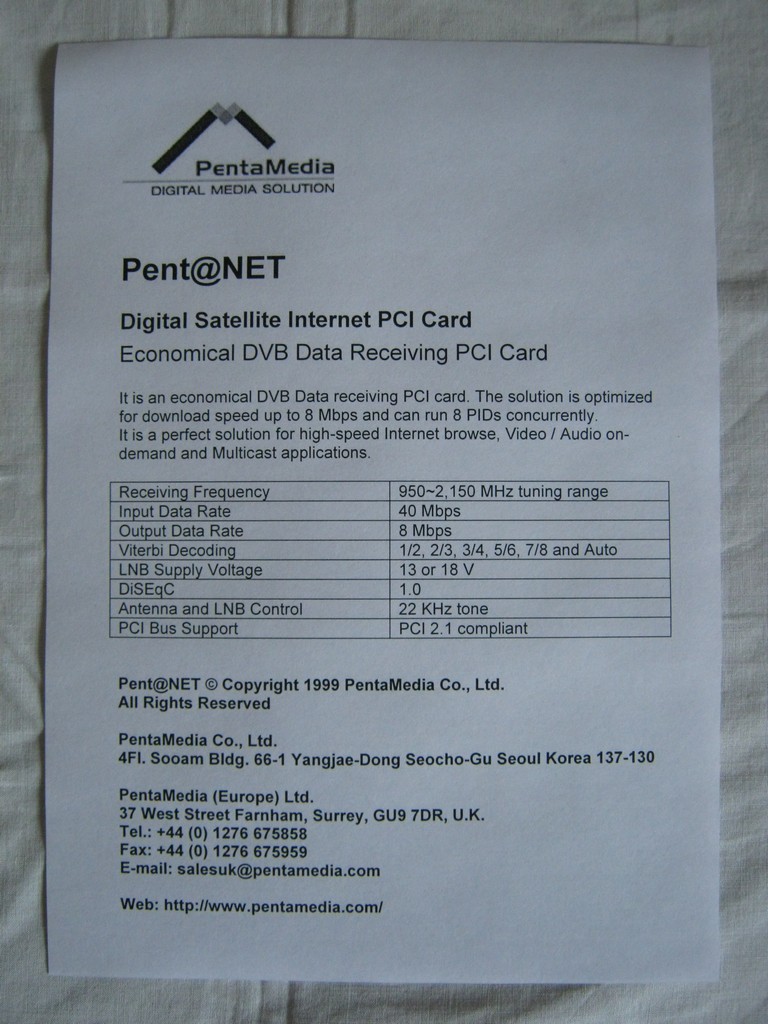 PentaMedia
DIGITAL MEDIA SOLUTION
Pent@NET
Digital Satellite Internet PCI Card
Economical DVB Data Receiving PCI Card
It is an economical DVB Data receiving PCI card. The solution is optimized
for download speed up to 8 Mbps and can run 8 PIDs concurrently.
It is a perfect solution for high-speed Internet browse, Video / Audio on-
demand and Multicast applications.
Receiving Frequency 950~2,150 MHz tuning range
Input Data Rate 40 Mbps
Output Data Rate 8 Mbps
Viterbi Decoding 1/2, 2/3, 3/4, 5/6, 7/8 and Auto
LNB Supply Voltage 13 or 18 V
DiSEqC 1.0
Antenna and LNB Control 22 KHz tone
PCI Bus Support PCI 2.1 compliant
Pent@NET © Copyright 1999 PentaMedia Co., Ltd.
All Rights Reserved
PentaMedia Co., Ltd.
4Fl. Sooam Bldg. 66-1 Yangjae-Dong Seocho-Gu Seoul Korea 137-130
PentaMedia (Europe) Ltd.
37 West Street Farnham, Surrey, GU9 7DR, U.K.
Tel.: +44 (0) 1276 675858
Fax: +44 (0) 1276 675959
E-mail: salesuk@pentamedia.com
Web: http://www.pentamedia.com/